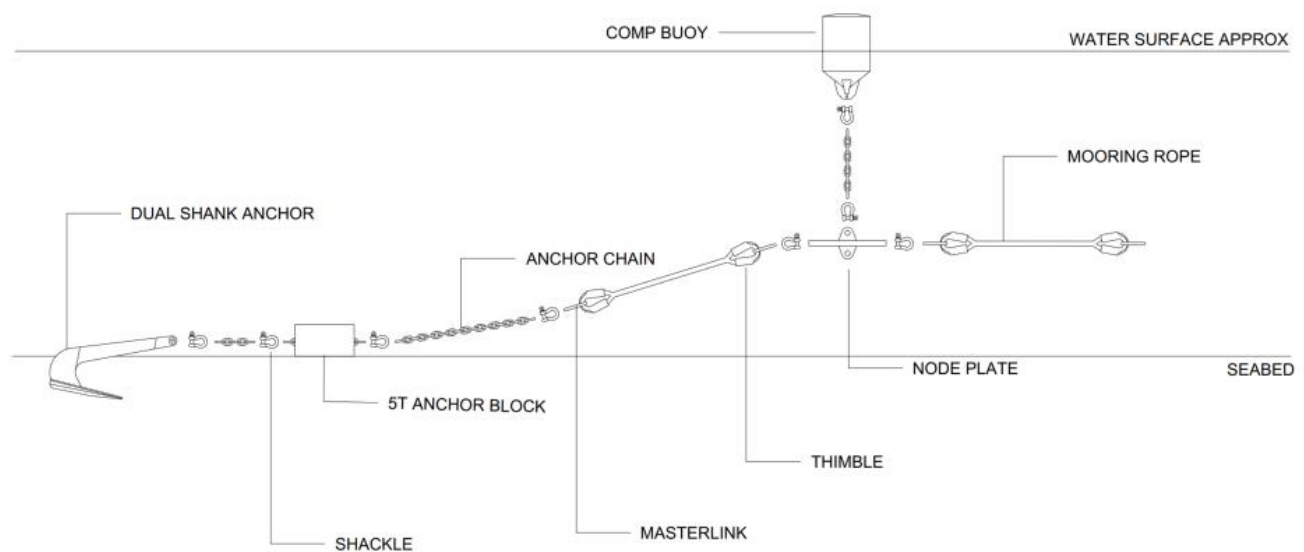 COMP BUOY
WATER SURFACE APPROX
MOORING ROPE
DUAL SHANK ANCHOR
ANCHOR CHAIN
NODE PLATE
SEABED
5T ANCHOR BLOCK
THIMBLE
MASTERLINK
SHACKLE